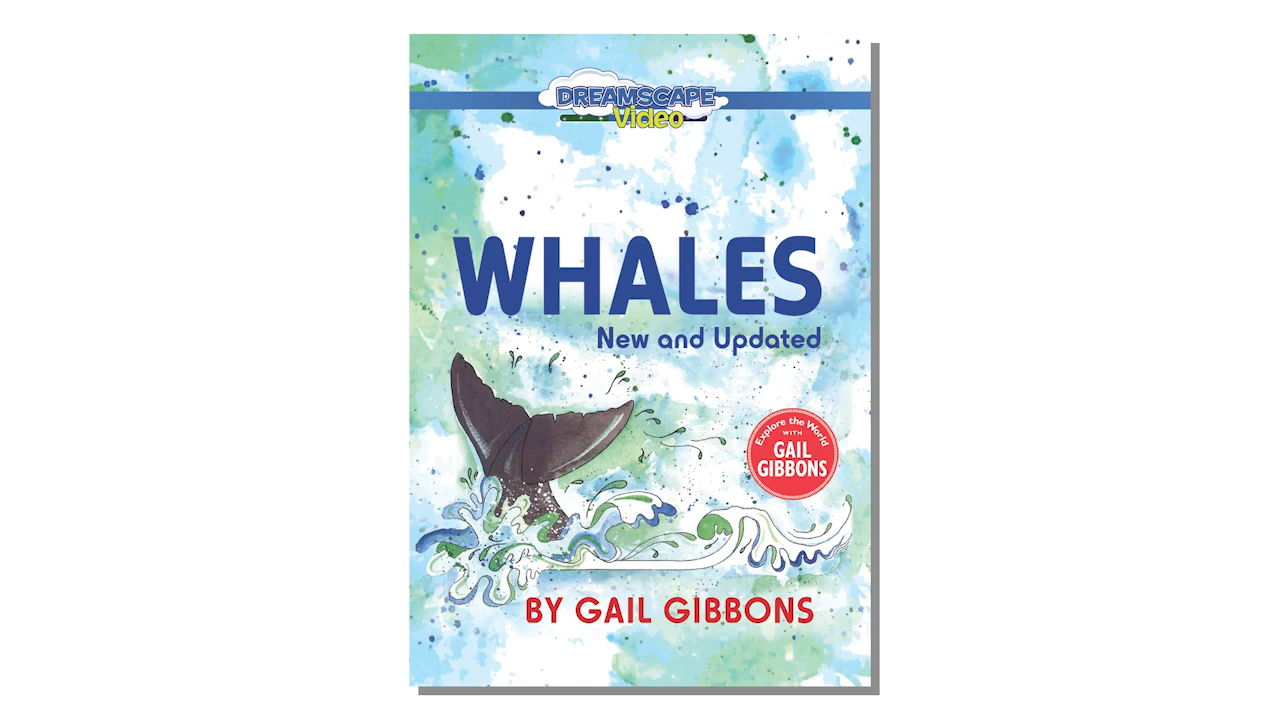 DREAMSCAPE
Video
WHALES
New and Updated
Explore the World
WITH
GAIL
GIBBONS
BY GAIL GIBBONS